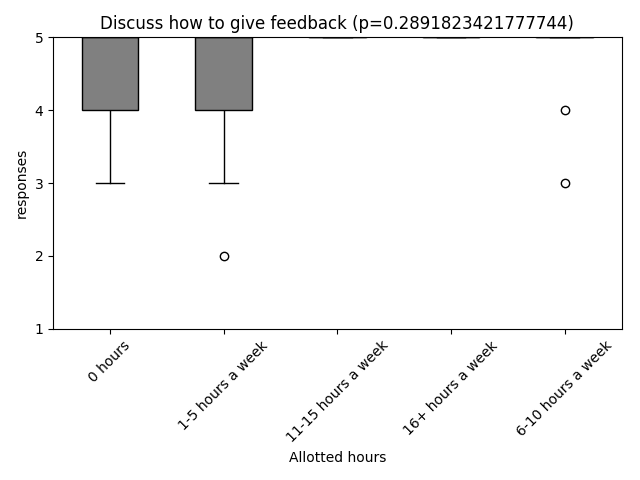 Discuss how to give feedback (p=0.2891823421777744)
5
4
3
2
1
responses
0 hours
1-5 hours a week
11-15 hours a week
16+ hours a week
6-10 hours a week
Allotted hours